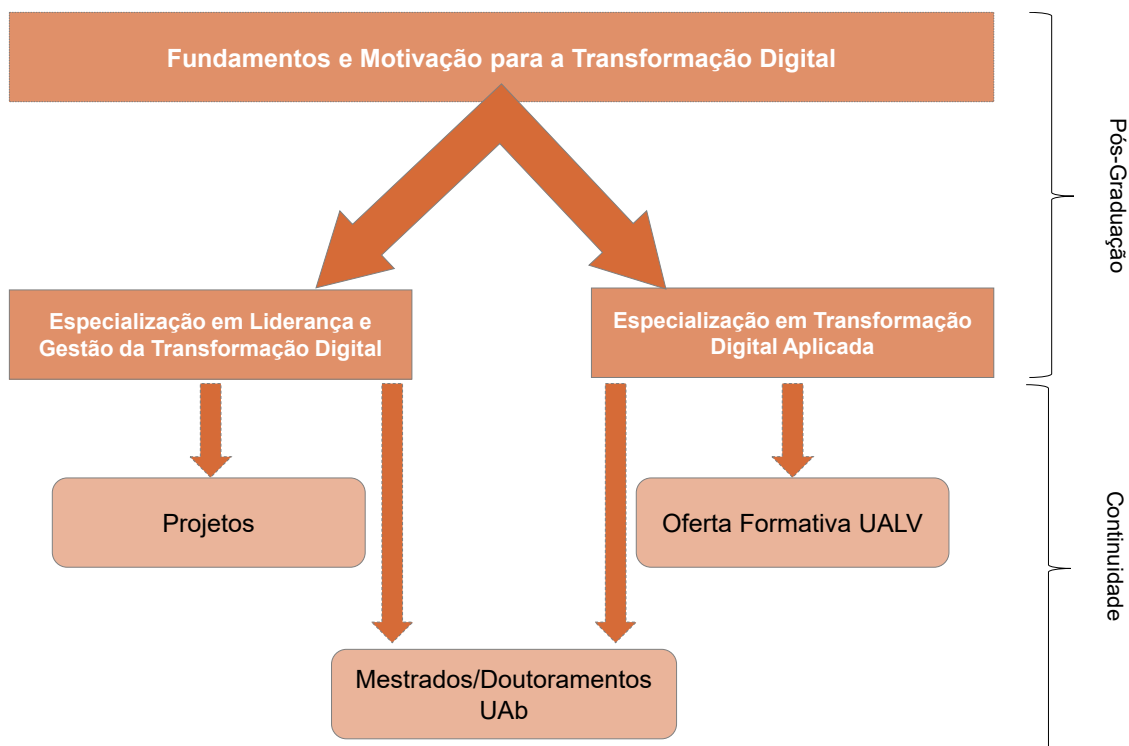 Fundamentos e Motivação para a Transformação Digital
Pós-Graduação
Especialização em Liderança e
Gestão da Transformação Digital
Especialização em Transformação
Digital Aplicada
Projetos
Oferta Formativa UALV
Continuidade
Mestrados/Doutoramentos
UAb